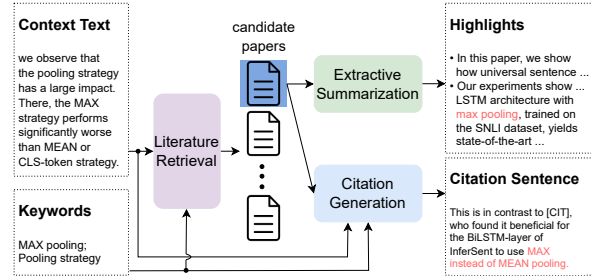 Context Text
we observe that
the pooling strategy
has a large impact.
There, the MAX
strategy performs
significantly worse
than MEAN or
CLS-token strategy.
Keywords
MAX pooling;
Pooling strategy
Literature
Retrieval
candidate
papers
Extractive
Summarization
Citation
Generation
Highlights
• In this paper, we show
how universal sentence ...
• Our experiments show ...
LSTM architecture with
max pooling, trained on
on the SNLI dataset, yields
state-of-the-art ...
Citation Sentence
This is in contrast to [CIT],
who found it beneficial for
the BiLSTM-layer of
InferSent to use MAX
instead of MEAN pooling.